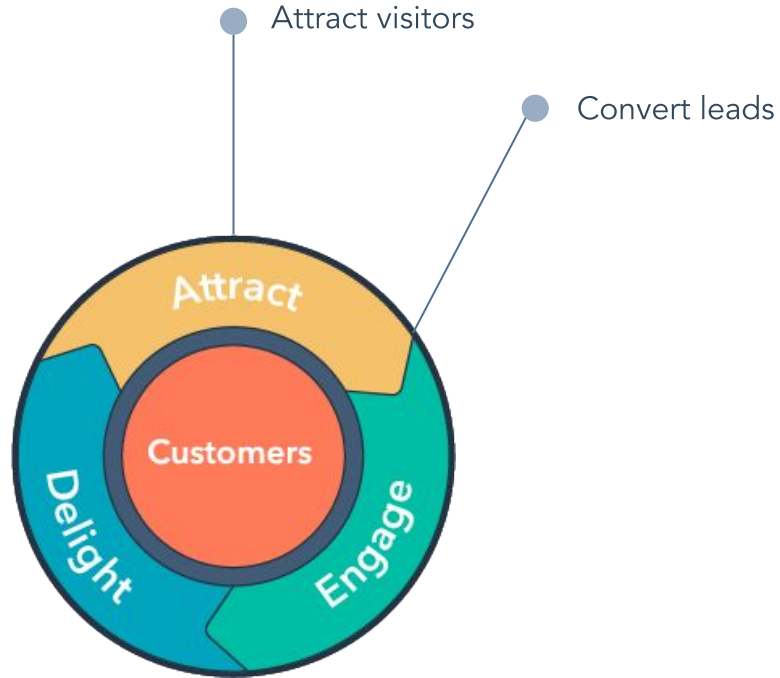 Attract visitors
Convert leads
Attract
Customers
Delight
Engage